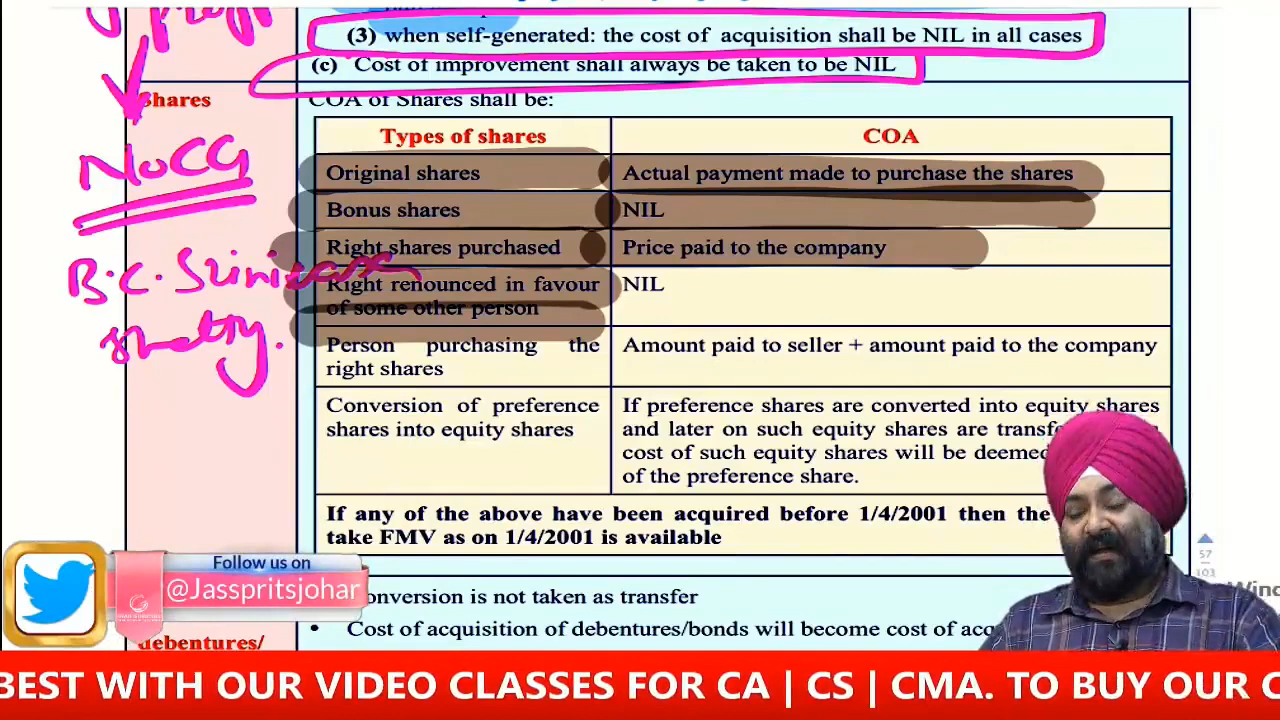 (3) when self-generated: the cost of acquisition shall be NIL in all cases
(c) Cost of improvement shall always be taken to be NIL
Shares
COA of Shares shall be:
Types of shares COA
Original shares Actual payment made to purchase the shares
Bonus shares NIL
Right shares purchased Price paid to the company
Right renounced in favour NIL
of some other person
Person purchasing the Amount paid to seller + amount paid to the company
right shares
Conversion of preference If preference shares are converted into equity shares
shares into equity shares and later on such equity shares are
cost of such equity shares will be deemed
of the preference share.
If any of the above have been acquired before 1/4/2001 then the
take FMV as on 1/4/2001 is available
NoCG
B.C. Srinivasa
shetty.
onversion is not taken as transfer
• Cost of acquisition of debentures/bonds will become cost of
debentures/
Follow us on
@Jasspritsjohar
57
103
BEST WITH OUR VIDEO CLASSES FOR CA | CS | CMA. TO BUY OUR